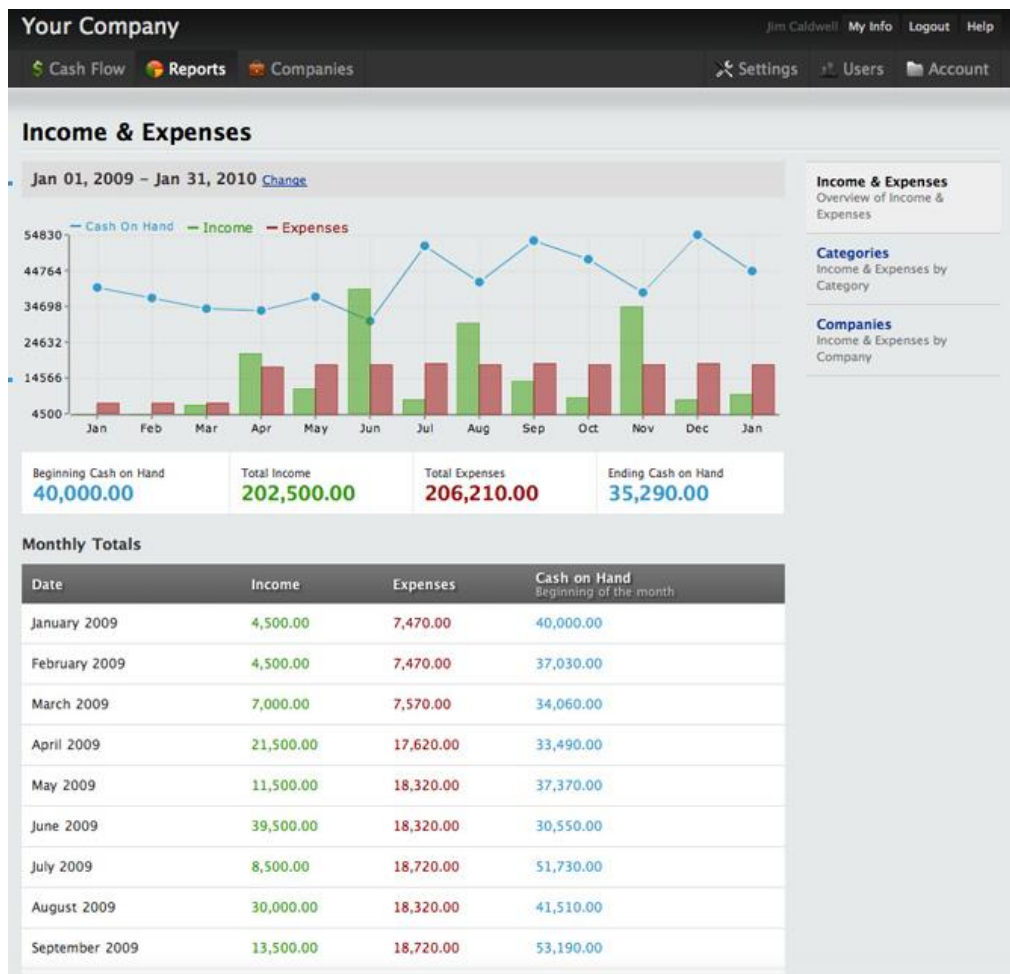 Your Company
Jim Caldwell My Info Logout Help
Cash Flow Reports Companies Settings Users Account
Income & Expenses
Jan 01, 2009 – Jan 31, 2010 Change
Cash On Hand Income Expenses
54830
44764
34698
24632
14566
4500
Jan Feb Mar Apr May Jun Jul Aug Sep Oct Nov Dec Jan
Beginning Cash on Hand Total Income Total Expenses Ending Cash on Hand
40,000.00 202,500.00 206,210.00 35,290.00
Income & Expenses
Overview of Income &
Expenses
Categories
Income & Expenses by
Category
Companies
Income & Expenses by
Company
Monthly Totals
Date Income Expenses Cash on Hand
Beginning of the month
January 2009 4,500.00 7,470.00 40,000.00
February 2009 4,500.00 7,470.00 37,030.00
March 2009 7,000.00 7,570.00 34,060.00
April 2009 21,500.00 17,620.00 33,490.00
May 2009 11,500.00 18,320.00 37,370.00
June 2009 39,500.00 18,320.00 30,550.00
July 2009 8,500.00 18,720.00 51,730.00
August 2009 30,000.00 18,320.00 41,510.00
September 2009 13,500.00 18,720.00 53,190.00